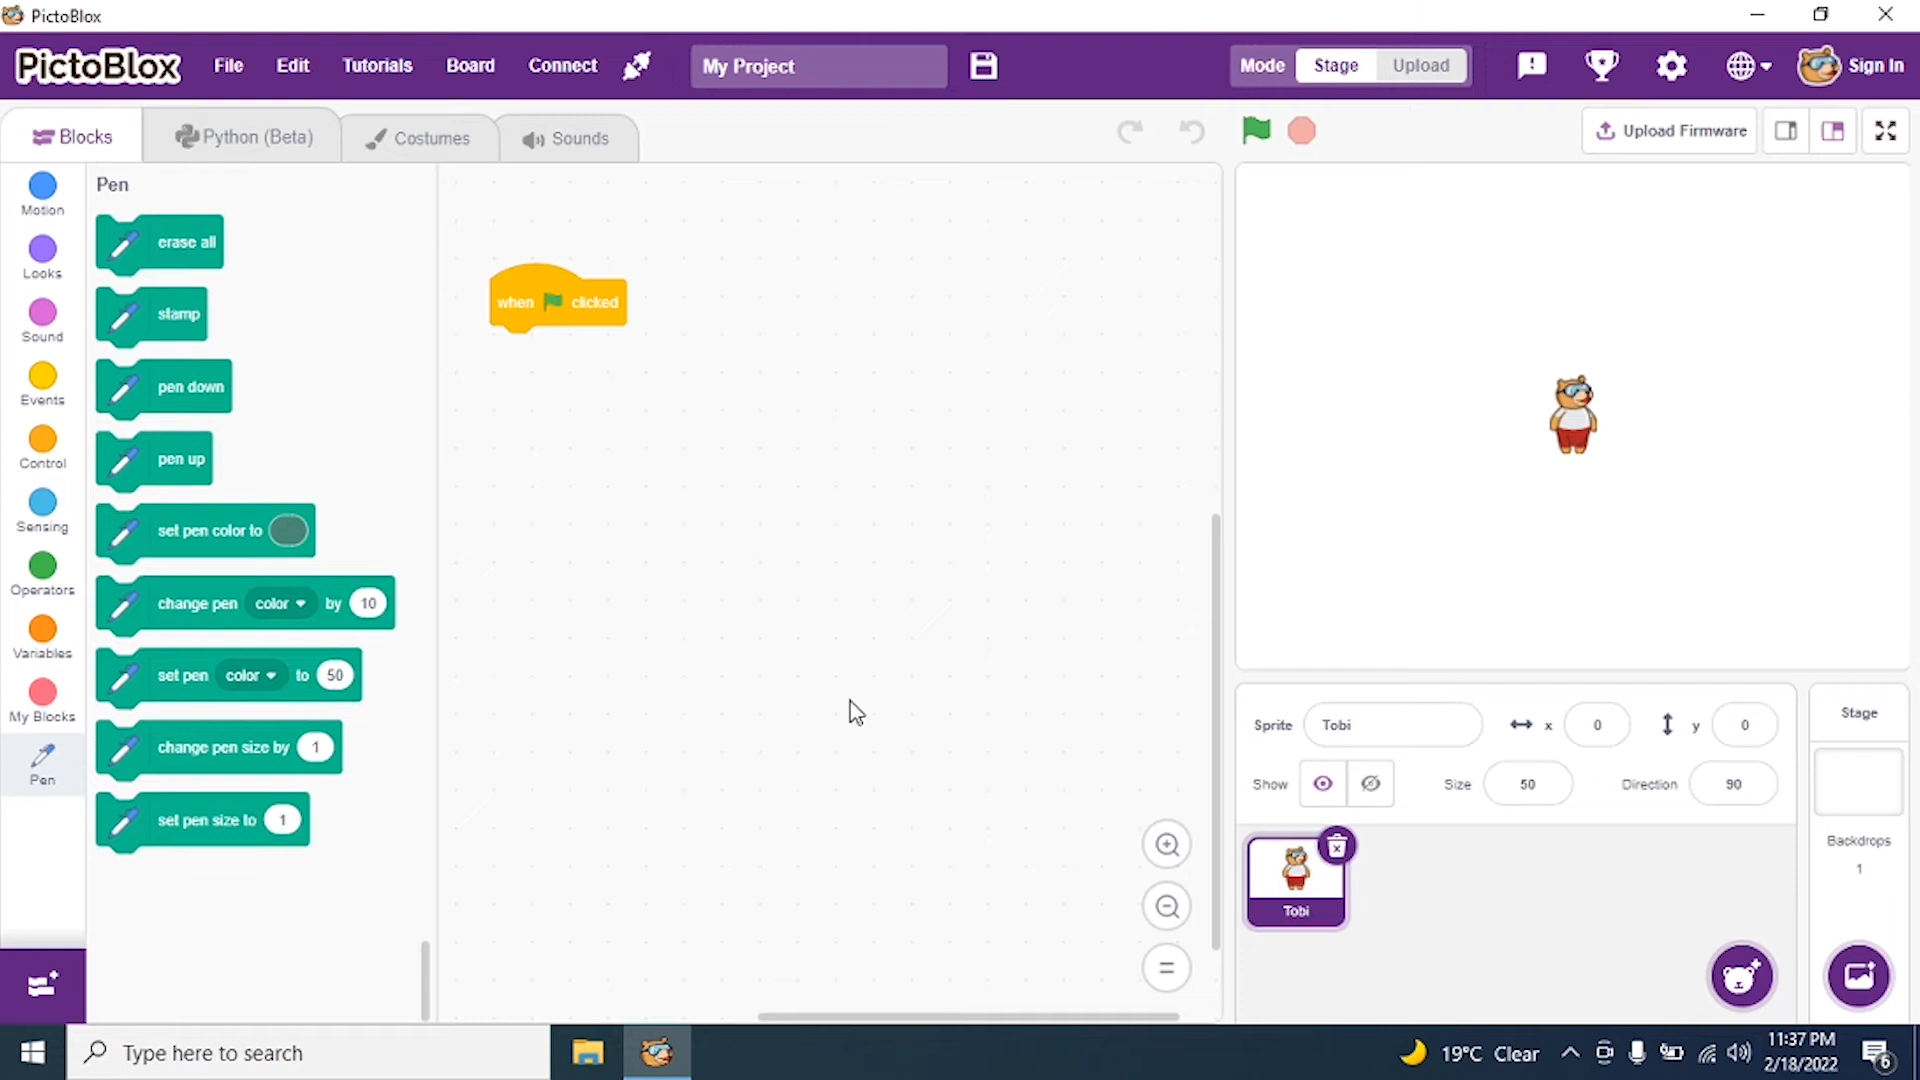 PictoBlox
PictoBlox File Edit Tutorials Board Connect My Project Mode Stage Upload Sign In
Blocks Python (Beta) Costumes Sounds Upload Firmware
Motion
Looks
Sound
Events
Control
Sensing
Operators
Variables
My Blocks
Pen
Pen
erase all
stamp
pen down
pen up
set pen color to
change pen color by 10
set pen color to 50
change pen size by 1
set pen size to 1
when clicked
Sprite Tobi x 0 y 0
Show Size 50 Direction 90
Tobi
Stage
Backdrops
1
Type here to search
19°C Clear
11:37 PM
2/18/2022
6